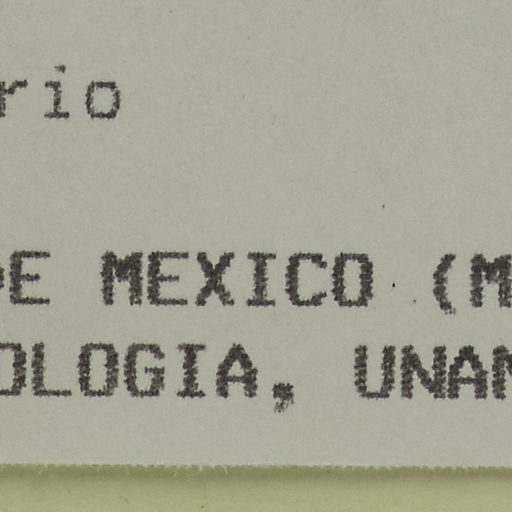 rio
DE MEXICO (M
OLOGIA, UNAN